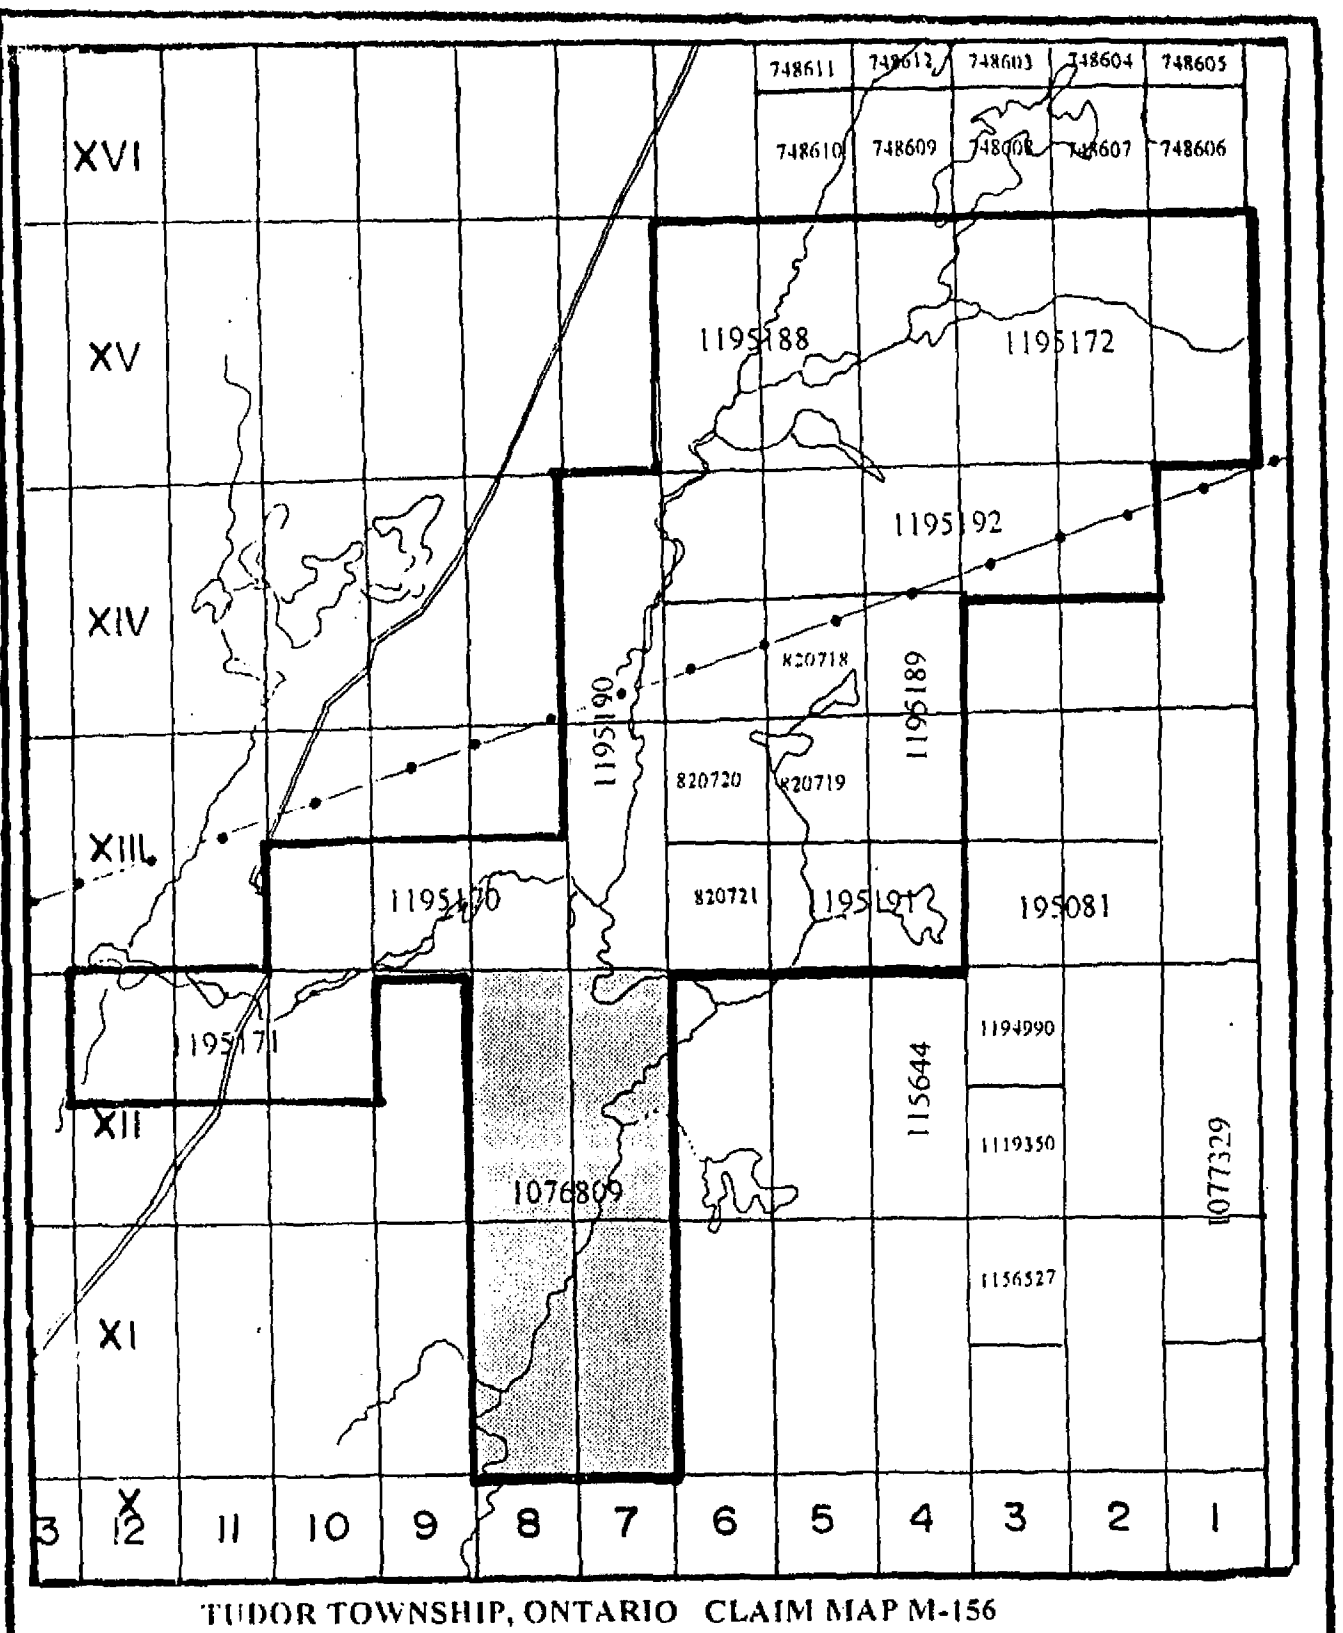 748611 748612 748603 748604 748605
XVI 748610 748609 748608 748607 748606
XV 1195188 1195172
1195192
XIV 820718
1195190 1195189
820720 820719
XIII
1195170 820721 1195191 195081
1194990
1195171
115644
XII 1119350
1077329
1076809
1156527
XI
X
3 12 11 10 9 8 7 6 5 4 3 2 1
TUDOR TOWNSHIP, ONTARIO CLAIM MAP M-156